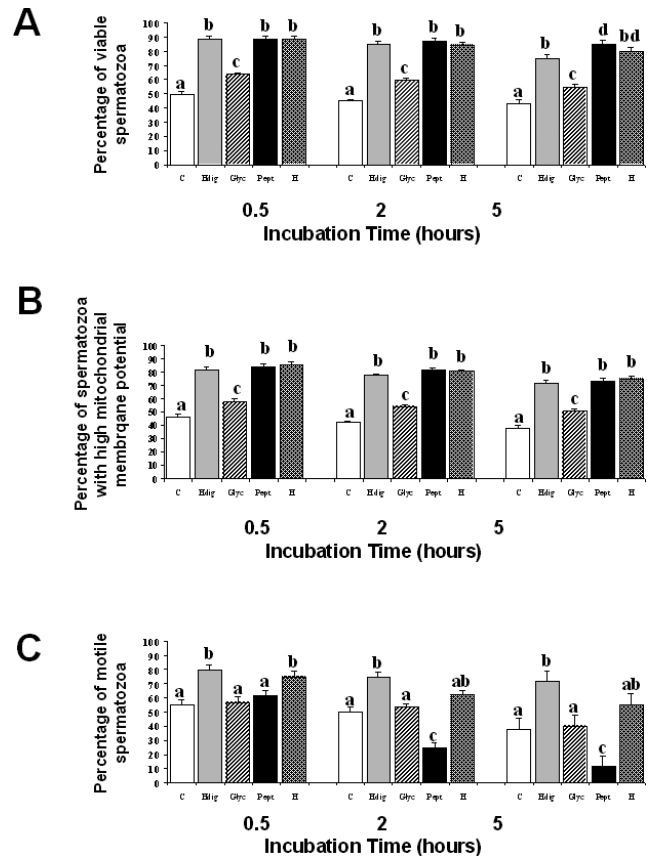 A
Percentage of viable
spermatozoa
100
90
80
70
60
50
40
30
20
10
0
a b c b b
a b c b b
a b c d bd
C Hdig Glyc Pept H
C Hdig Glyc Pept H
C Hdig Glyc Pept H
0.5 2 5
Incubation Time (hours)
B
Percentage of spermatozoa
with high mitochondrial
membrqane potential
100
90
80
70
60
50
40
30
20
10
0
a b c b b
a b c b b
a b c b b
C Hdig Glyc Pept H
C Hdig Glyc Pept H
C Hdig Glyc Pept H
0.5 2 5
Incubation Time (hours)
C
Percentage of motile
spermatozoa
100
90
80
70
60
50
40
30
20
10
0
a b a a b
a b a c ab
a b a c ab
C Hdig Glyc Pept H
C Hdig Glyc Pept H
C Hdig Glyc Pept H
0.5 2 5
Incubation Time (hours)